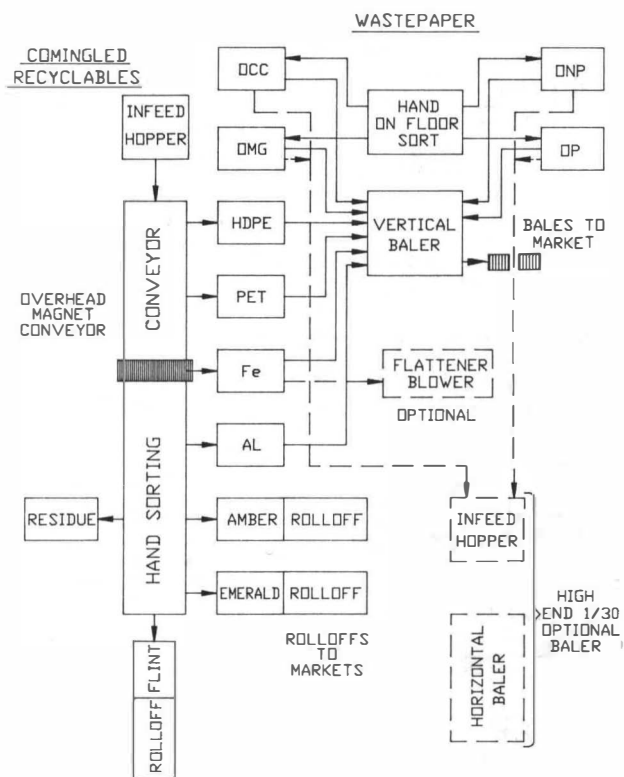 WASTEPAPER
COMINGLED
RECYCLABLES
OCC
ONP
INFEED
HOPPER
HAND
ON FLOOR
SORT
OMG
OP
HDPE
VERTICAL
BALER
BALES TO
MARKET
CONVEYOR
PET
OVERHEAD
MAGNET
CONVEYOR
Fe
FLATTENER
BLOWER
OPTIONAL
AL
HAND SORTING
RESIDUE
AMBER
ROLLOFF
INFEED
HOPPER
EMERALD
ROLLOFF
HIGH
END 1/30
OPTIONAL
BALER
ROLLOFFS
TO
MARKETS
HORIZONTAL
BALER
FLINT
ROLLOFF